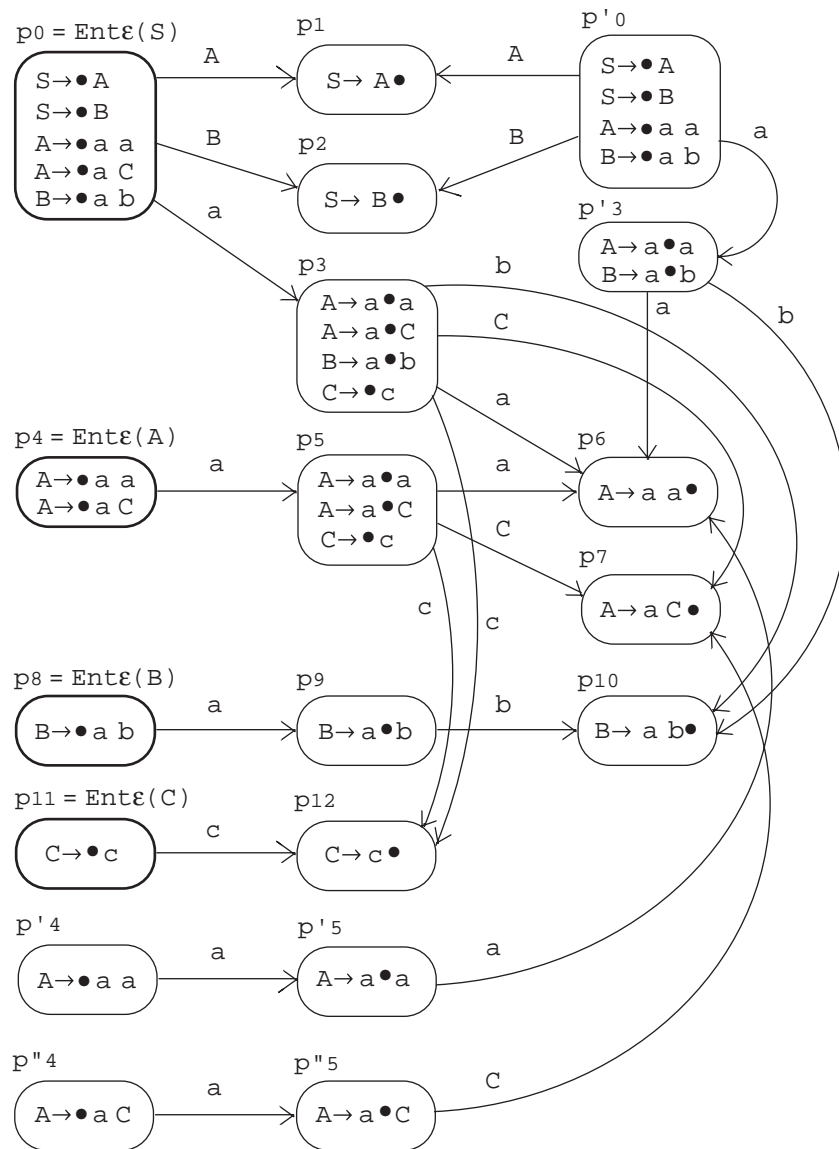 p0 = Entε(S)
S→• A
S→• B
A→• a a
A→• a C
B→• a b
A
B
a
p1
S→ A•
p2
S→ B•
A
B
p'0
S→• A
S→• B
A→• a a
B→• a b
a
p'3
A→ a•a
B→ a•b
a
b
p3
A→ a•a
A→ a•C
B→ a•b
C→•c
b
C
a
c
p4 = Entε(A)
A→• a a
A→• a C
a
p5
A→ a•a
A→ a•C
C→•c
a
C
c
p6
A→ a a•
p7
A→ a C•
p8 = Entε(B)
B→• a b
a
p9
B→ a•b
b
p10
B→ a b•
p11 = Entε(C)
C→•c
c
p12
C→ c•
p'4
A→• a a
a
p'5
A→ a•a
a
p"4
A→• a C
a
p"5
A→ a•C
C